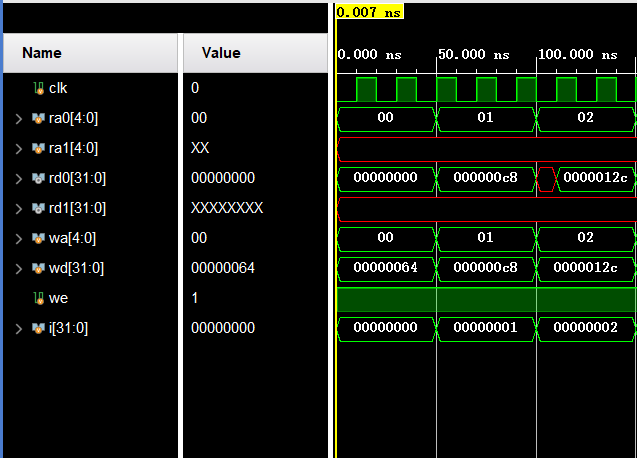 0.007 ns
Name Value 0.000 ns 50.000 ns 100.000 ns
clk 0
ra0[4:0] 00 00 01 02
ra1[4:0] XX
rd0[31:0] 00000000 00000000 000000c8 0000012c
rd1[31:0] XXXXXXXX
wa[4:0] 00 00 01 02
wd[31:0] 00000064 00000064 000000c8 0000012c
we 1
i[31:0] 00000000 00000000 00000001 00000002